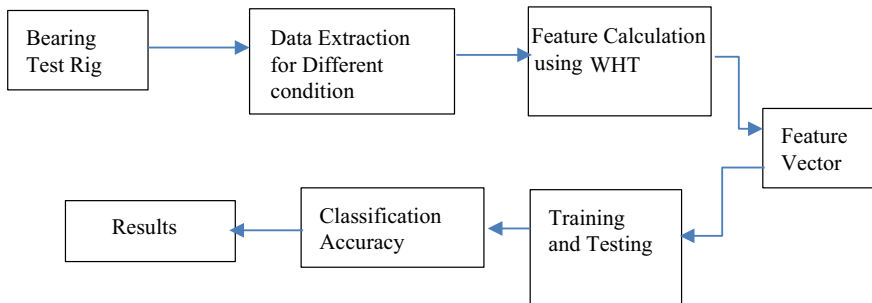 Bearing
Test Rig
Data Extraction
for Different
condition
Feature Calculation
using WHT
Feature
Vector
Training
and Testing
Classification
Accuracy
Results